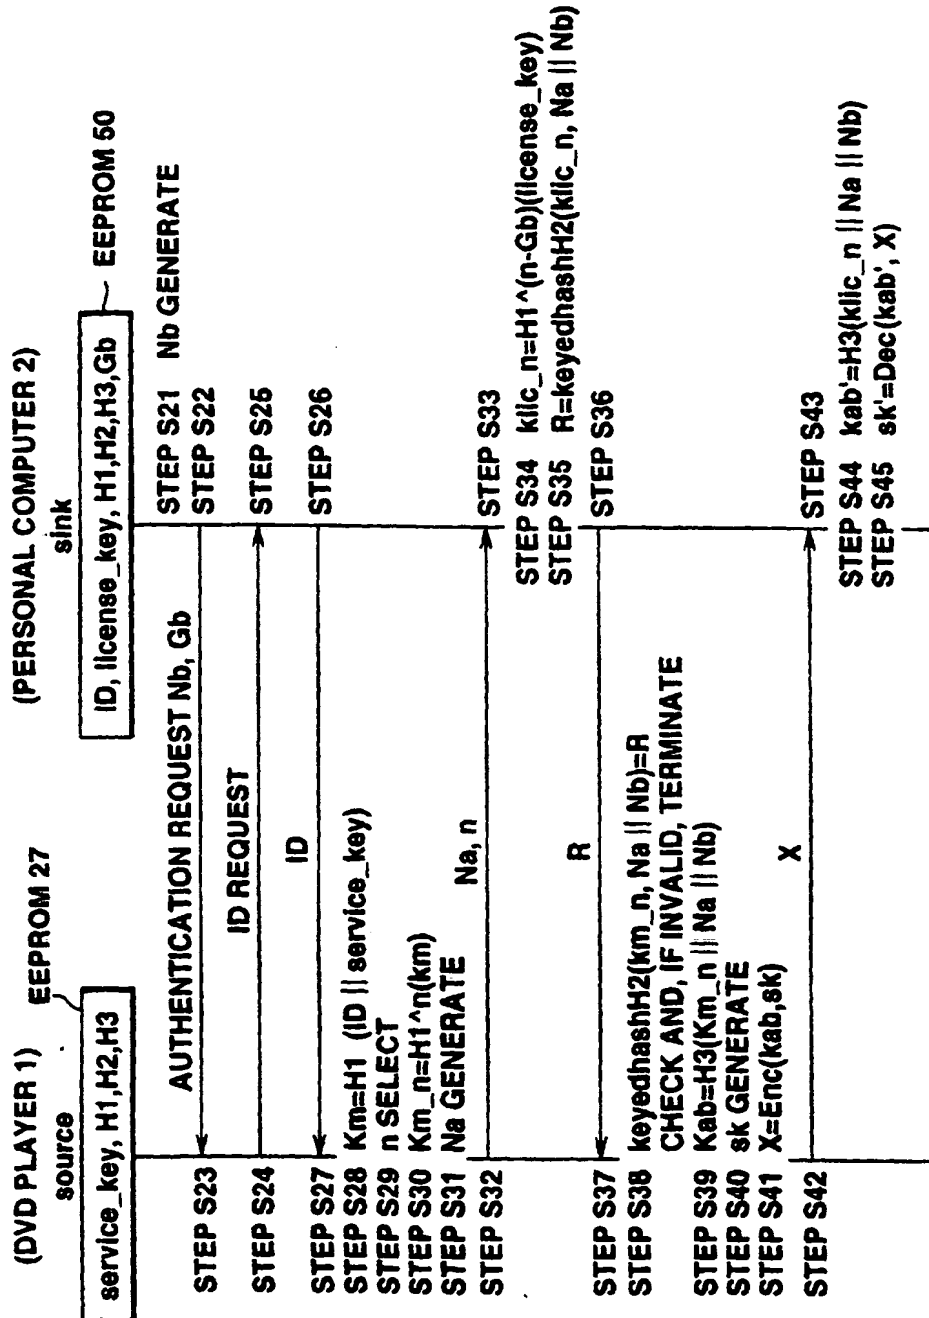 (DVD PLAYER 1)
source
EEPROM 27
service_key, H1,H2,H3
(PERSONAL COMPUTER 2)
sink
EEPROM 50
ID, license_key, H1,H2,H3,Gb
STEP S21 Nb GENERATE
STEP S22
AUTHENTICATION REQUEST Nb, Gb
STEP S23
STEP S24
ID REQUEST
STEP S25
STEP S26
ID
STEP S27
STEP S28 Km=H1 (ID || service_key)
STEP S29 n SELECT
STEP S30 Km_n=H1^n(km)
STEP S31 Na GENERATE
STEP S32
Na, n
STEP S33
STEP S34 klic_n=H1^(n-Gb)(license_key)
STEP S35 R=keyedhashH2(klic_n, Na || Nb)
STEP S36
R
STEP S37
STEP S38 keyedhashH2(km_n, Na || Nb)=R
CHECK AND, IF INVALID, TERMINATE
STEP S39 Kab=H3(Km_n || Na || Nb)
STEP S40 sk GENERATE
STEP S41 X=Enc(kab,sk)
STEP S42
X
STEP S43
STEP S44 kab'=H3(klic_n || Na || Nb)
STEP S45 sk'=Dec(kab', X)